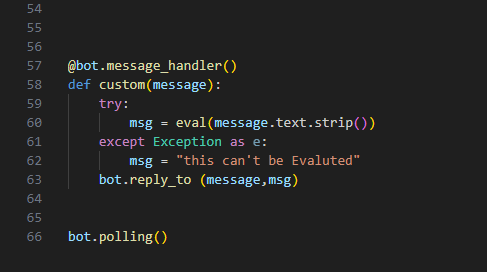 54
55
56
57 @bot.message_handler()
58 def custom(message):
59     try:
60         msg = eval(message.text.strip())
61     except Exception as e:
62         msg = "this can't be Evaluted"
63     bot.reply_to (message,msg)
64
65
66 bot.polling()